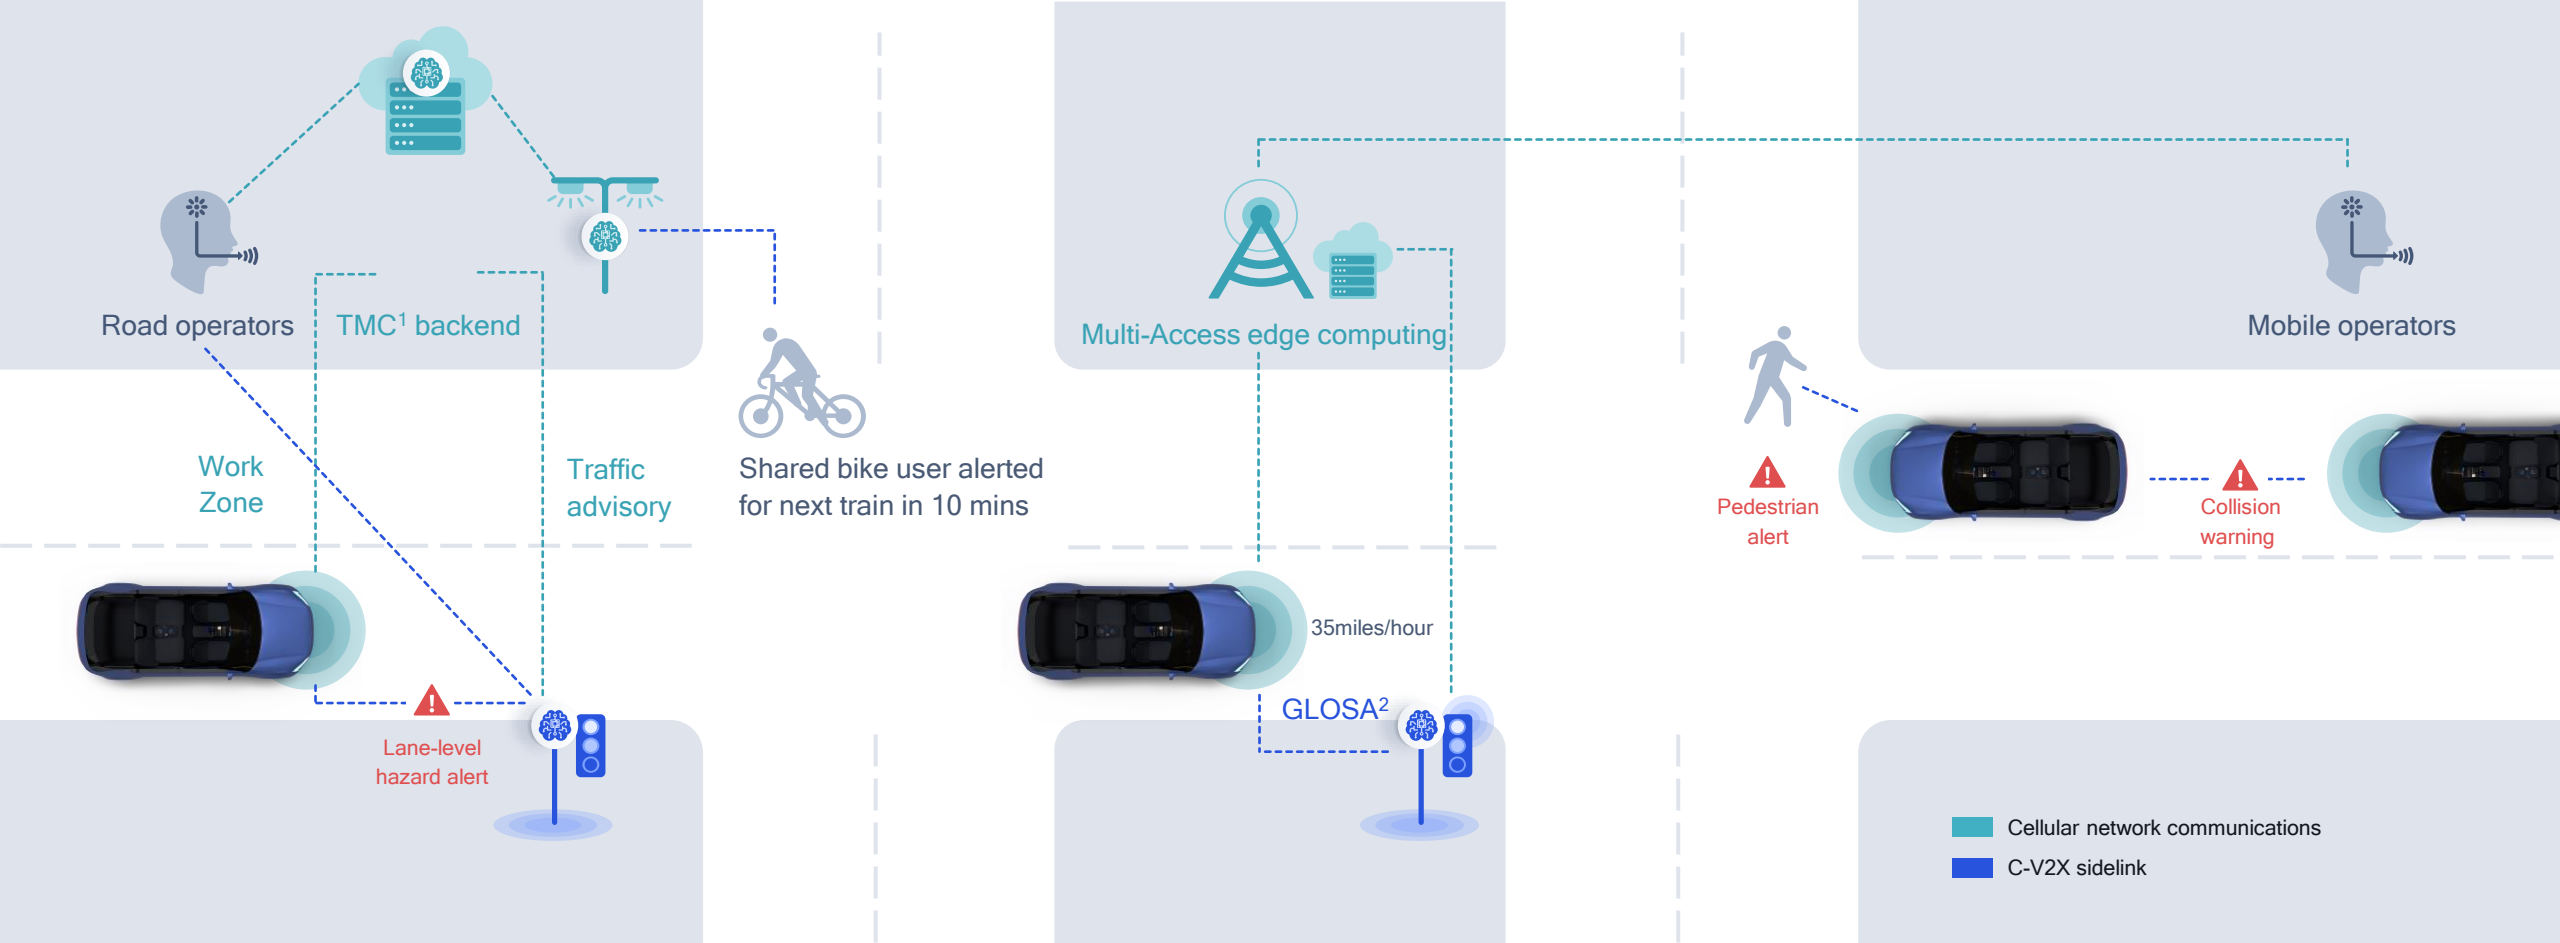 Road operators
TMC¹ backend
Work
Zone
Traffic
advisory
Shared bike user alerted
for next train in 10 mins
Lane-level
hazard alert
Multi-Access edge computing
35miles/hour
GLOSA²
Mobile operators
Pedestrian
alert
Collision
warning
Cellular network communications
C-V2X sidelink